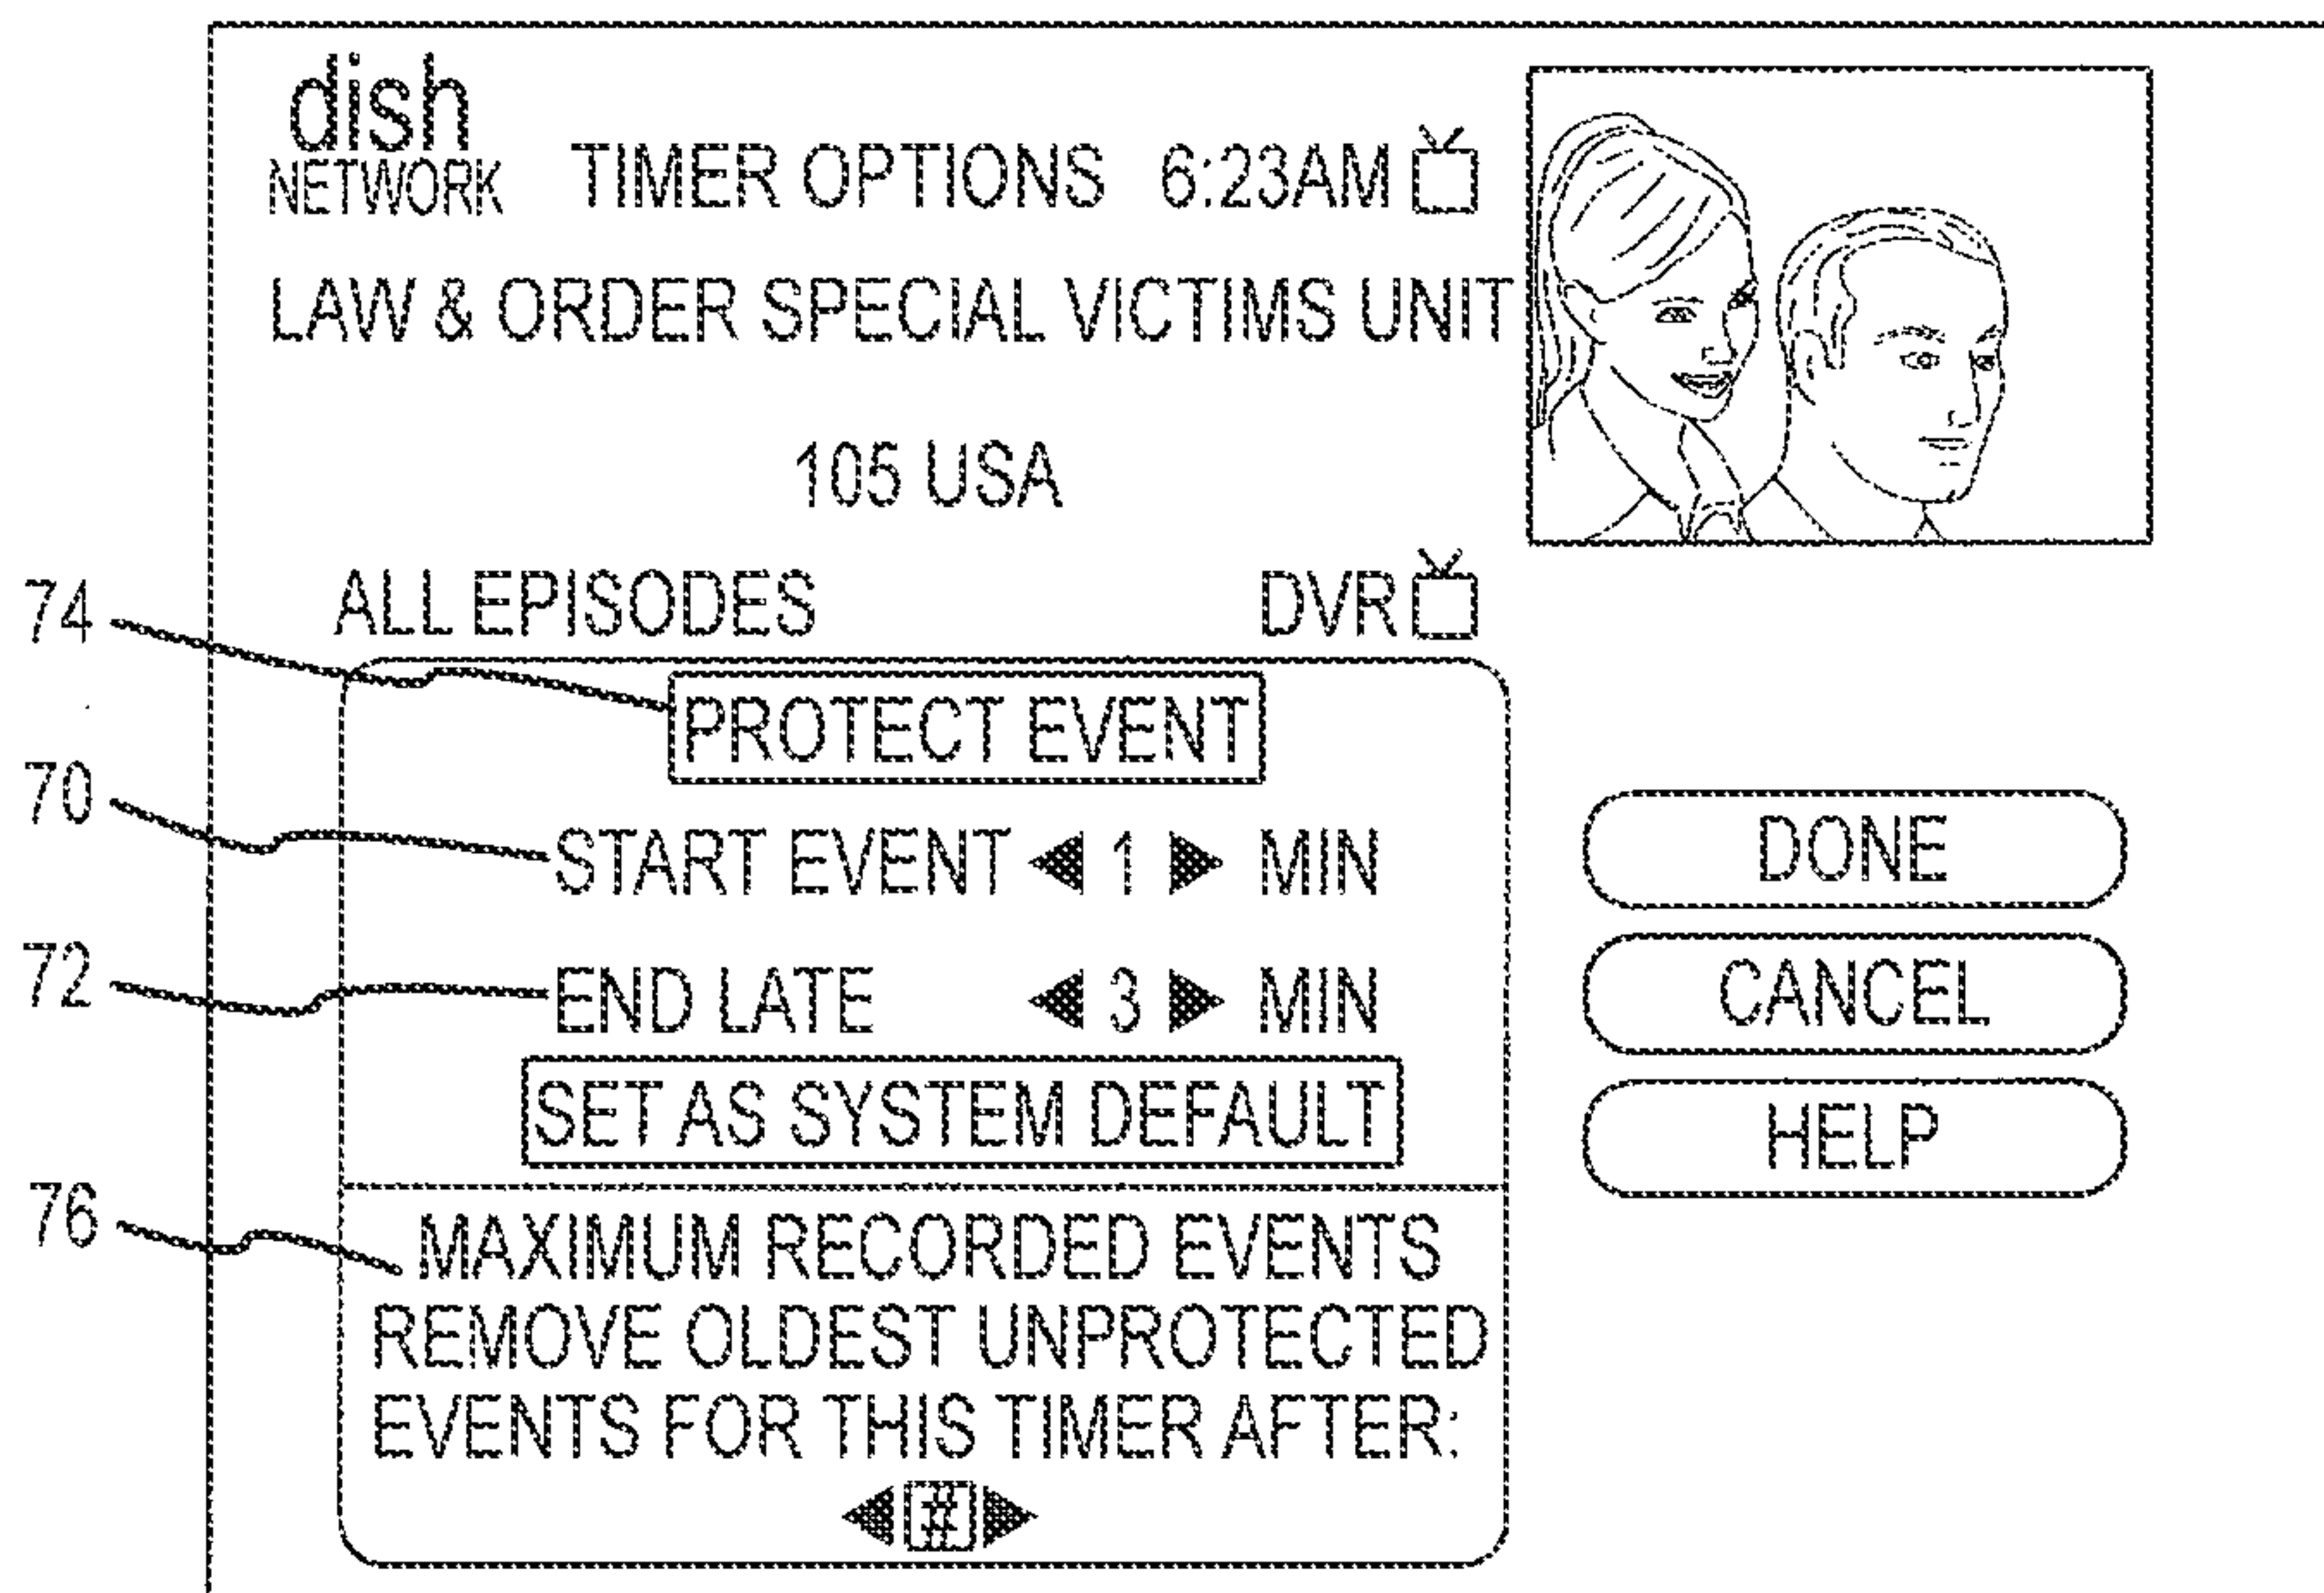 dish
NETWORK TIMER OPTIONS 6:23AM
LAW & ORDER SPECIAL VICTIMS UNIT
105 USA
ALL EPISODES DVR
74 PROTECT EVENT
70 START EVENT ◀ 1 ▶ MIN
72 END LATE ◀ 3 ▶ MIN
SET AS SYSTEM DEFAULT
76 MAXIMUM RECORDED EVENTS
REMOVE OLDEST UNPROTECTED
EVENTS FOR THIS TIMER AFTER:
◀ # ▶
DONE
CANCEL
HELP